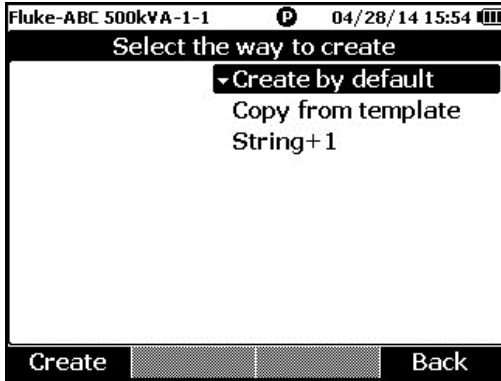 Fluke-ABC 500kVA-1-1 P 04/28/14 15:54
Select the way to create
Create by default
Copy from template
String+1
Create Back